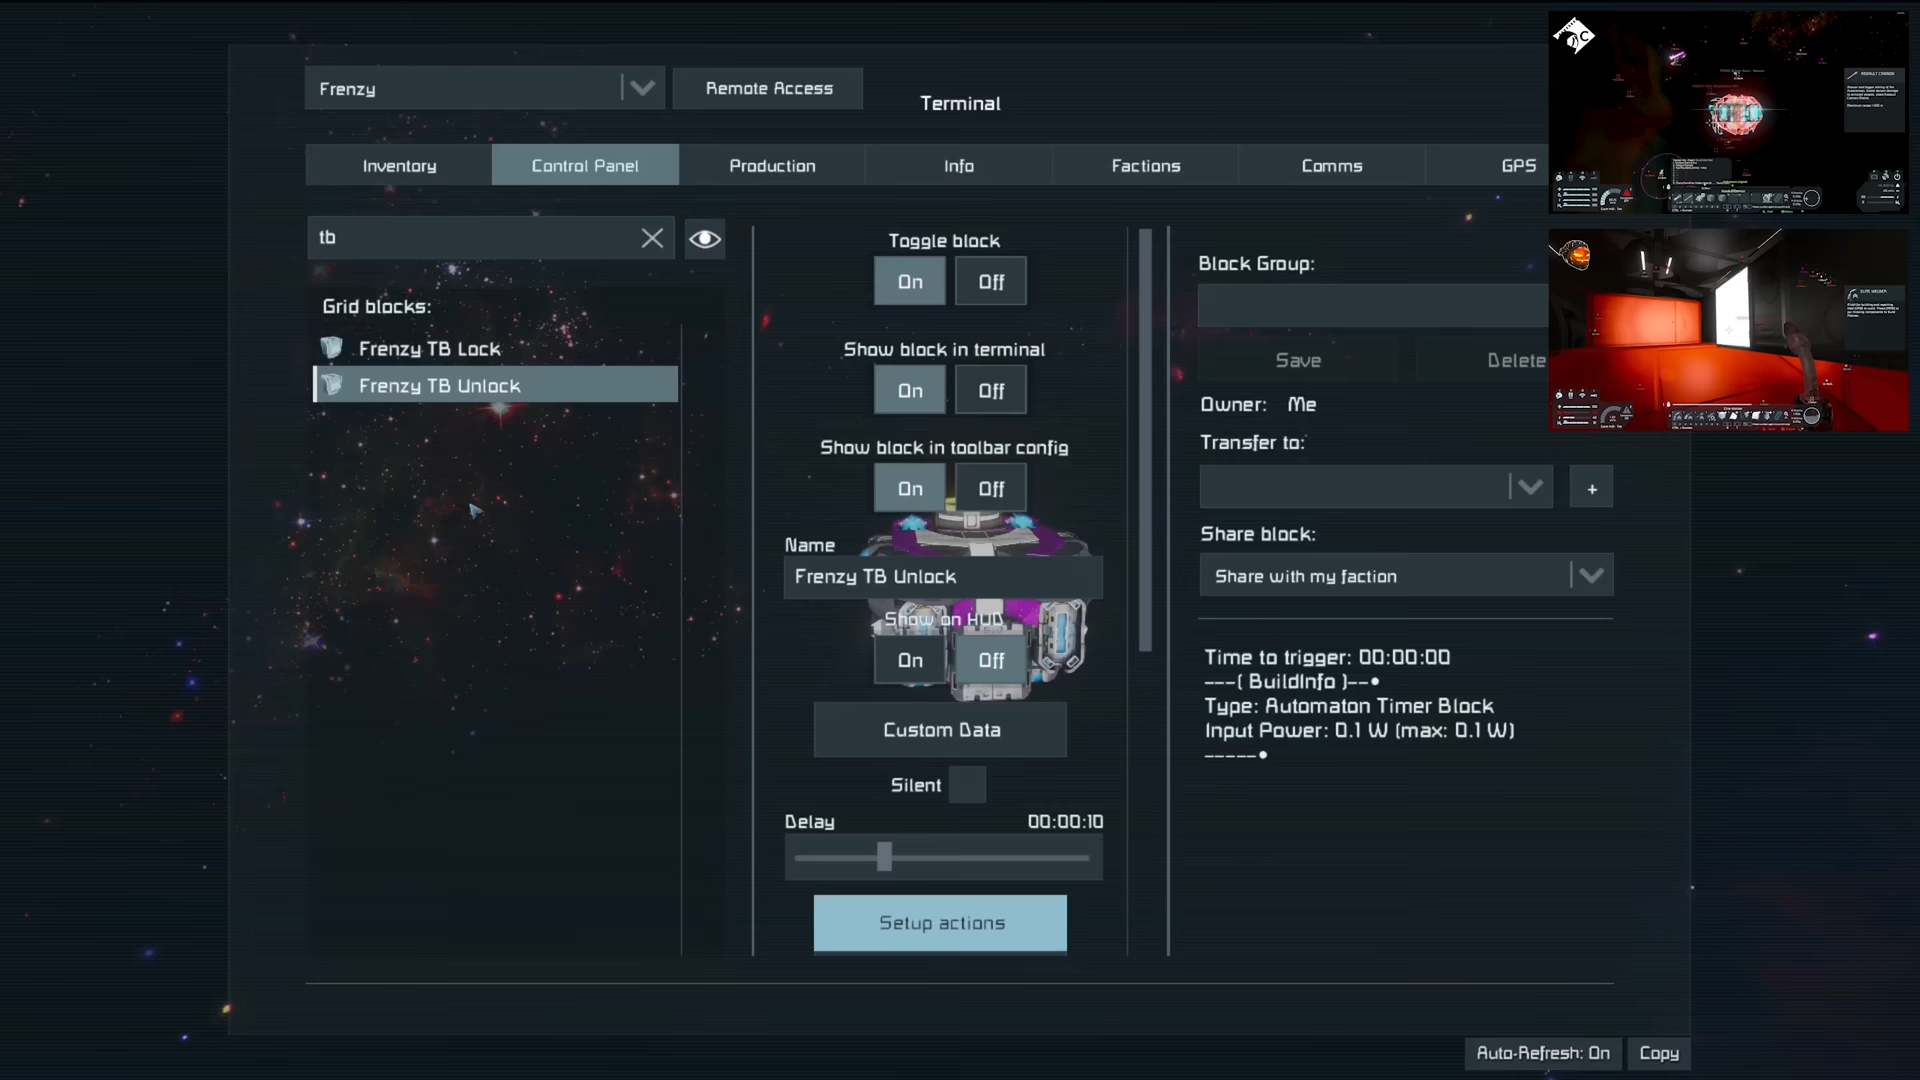 Frenzy
Remote Access
Terminal
Inventory
Control Panel
Production
Info
Factions
Comms
GPS
tb
Grid blocks:
Frenzy TB Lock
Frenzy TB Unlock
Toggle block
On
Off
Show block in terminal
On
Off
Show block in toolbar config
On
Off
Name
Frenzy TB Unlock
Show on HUD
On
Off
Custom Data
Silent
Delay
00:00:10
Setup actions
Block Group:
Save
Delete
Owner: Me
Transfer to:
+
Share block:
Share with my faction
Time to trigger: 00:00:00
---( BuildInfo )--•
Type: Automaton Timer Block
Input Power: 0.1 W (max: 0.1 W)
-----•
Auto-Refresh: On
Copy
ASSAULT CANNON
ELITE WELDER